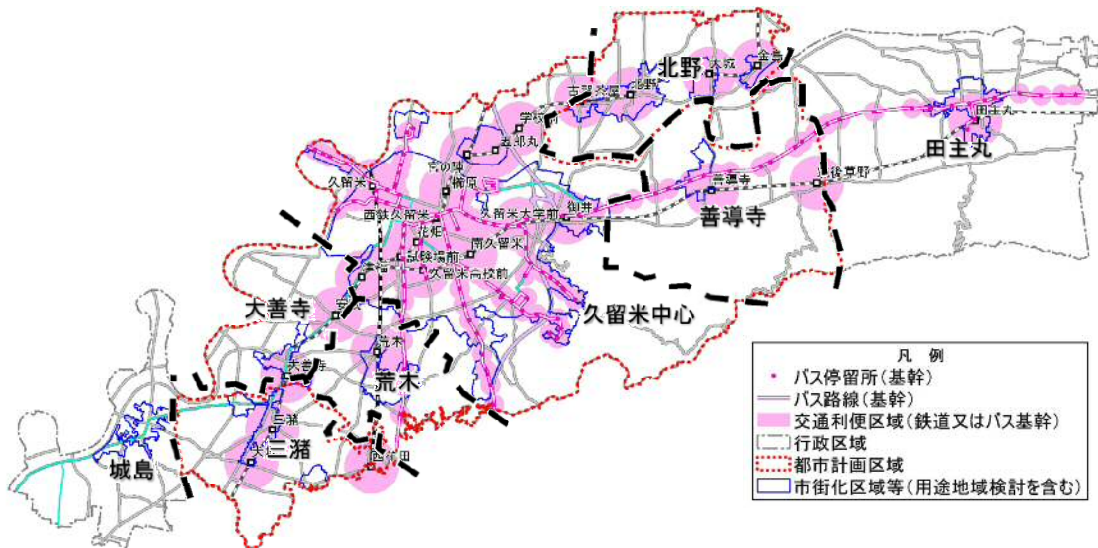 金島
大城
北野
北野
古賀茶屋
学校前
五郎丸
宮の陣
櫛原
久留米
西鉄久留米
久留米大学前
御井
善導寺
善導寺
田主丸
田主丸
花畑
南久留米
試験場前
久留米高校前
津福
久留米中心
大善寺
荒木
荒木
大善寺
三潴
三潴
西牟田
城島
凡 例
バス停留所(基幹)
バス路線(基幹)
交通利便区域(鉄道又はバス基幹)
行政区域
都市計画区域
市街化区域等(用途地域検討を含む)